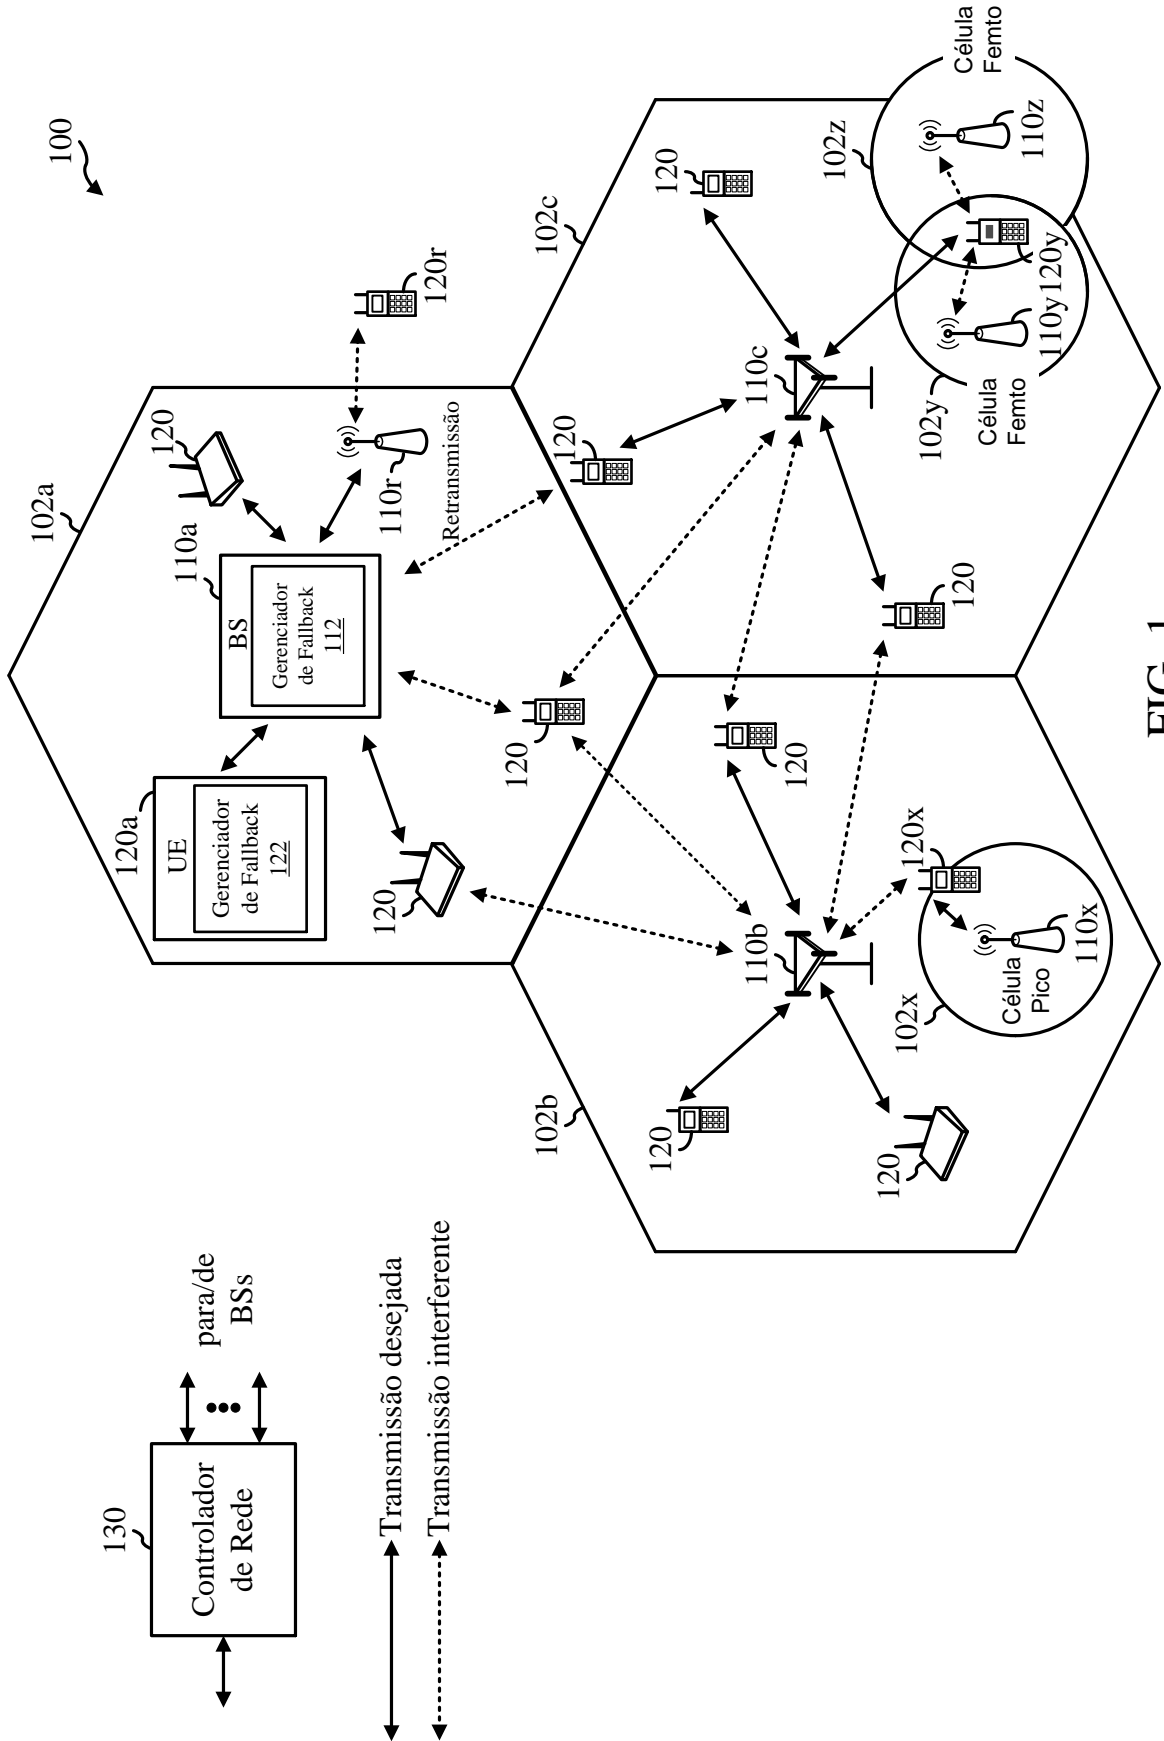 100
130
Controlador
de Rede
para/de
BSs
Transmissão desejada
Transmissão interferente
102a
120a
UE
Gerenciador
de Fallback
122
110a
BS
Gerenciador
de Fallback
112
120
120
110r
Retransmissão
120r
120
102b
120
120
110b
120
120x
102x
Célula
Pico
110x
102c
120
120
110c
120
102y
Célula
Femto
110y
120y
102z
110z
Célula
Femto
FIG. 1